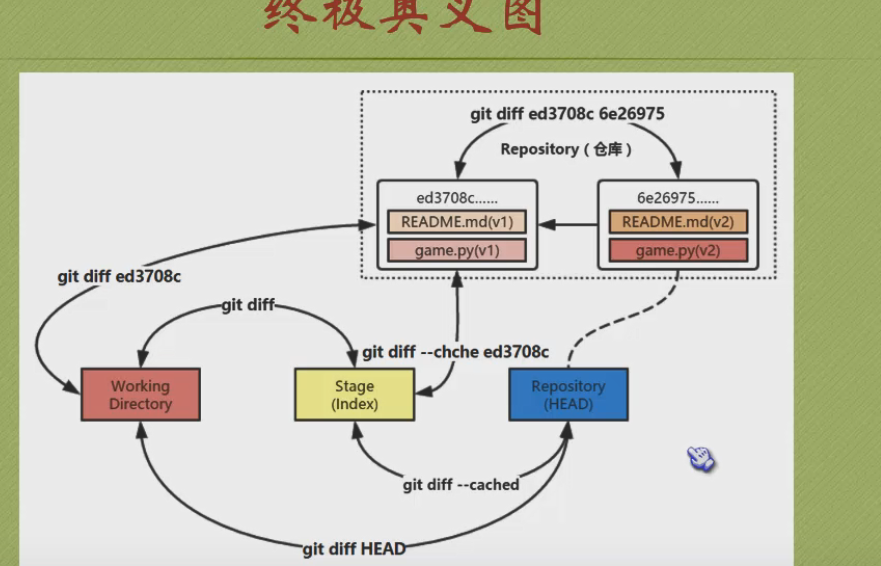 终极奥义图
git diff ed3708c 6e26975
Repository ( 仓库 )
ed3708c......
README.md(v1)
game.py(v1)
6e26975......
README.md(v2)
game.py(v2)
git diff ed3708c
git diff
git diff --chche ed3708c
Working
Directory
Stage
(Index)
Repository
(HEAD)
git diff --cached
git diff HEAD